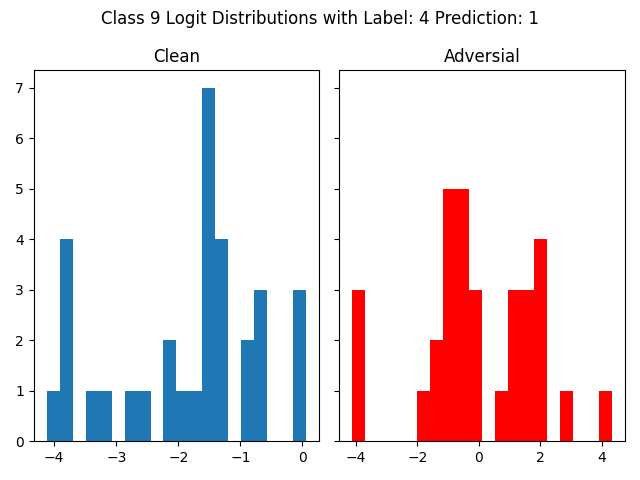 Class 9 Logit Distributions with Label: 4 Prediction: 1
Clean
Adversial
7
6
5
4
3
2
1
0
−4 −3 −2 −1 0
−4 −2 0 2 4